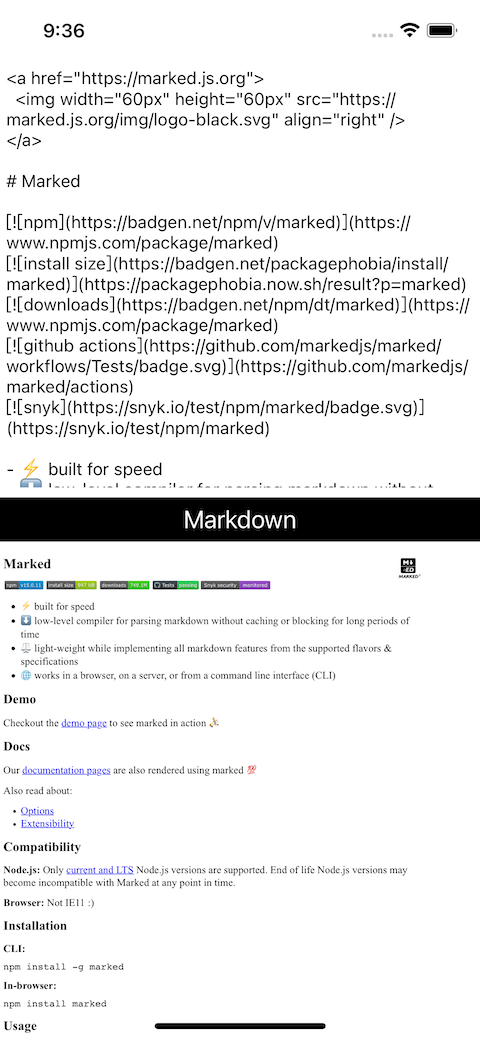 9:36
<a href="https://marked.js.org">
<img width="60px" height="60px" src="https://
marked.js.org/img/logo-black.svg" align="right" />
</a>
# Marked
[![npm](https://badgen.net/npm/v/marked)](https://
www.npmjs.com/package/marked)
[![install size](https://badgen.net/packagephobia/install/
marked)](https://packagephobia.now.sh/result?p=marked)
[![downloads](https://badgen.net/npm/dt/marked)](https://
www.npmjs.com/package/marked)
[![github actions](https://github.com/markedjs/marked/
workflows/Tests/badge.svg)](https://github.com/markedjs/
marked/actions)
[![snyk](https://snyk.io/test/npm/marked/badge.svg)]
(https://snyk.io/test/npm/marked)
- ⚡ built for speed
- ⬇️ low-level compiler for parsing markdown without
Markdown
Marked
M↓
ED
MARKED
npm v15.0.11 install size 947 kB downloads 749.1M Tests passing Snyk security monitored
• ⚡ built for speed
• ⬇️ low-level compiler for parsing markdown without caching or blocking for long periods of
time
• ⚖️ light-weight while implementing all markdown features from the supported flavors &
specifications
• 🌐 works in a browser, on a server, or from a command line interface (CLI)
Demo
Checkout the demo page to see marked in action ⛹️
Docs
Our documentation pages are also rendered using marked 💯
Also read about:
• Options
• Extensibility
Compatibility
Node.js: Only current and LTS Node.js versions are supported. End of life Node.js versions may
become incompatible with Marked at any point in time.
Browser: Not IE11 :)
Installation
CLI:
npm install -g marked
In-browser:
npm install marked
Usage